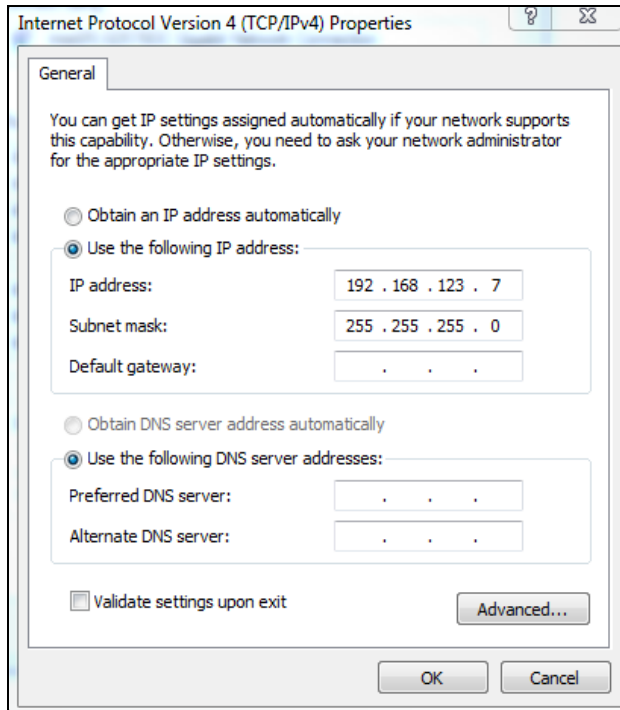 Internet Protocol Version 4 (TCP/IPv4) Properties
General
You can get IP settings assigned automatically if your network supports
this capability. Otherwise, you need to ask your network administrator
for the appropriate IP settings.
Obtain an IP address automatically
Use the following IP address:
IP address: 192 . 168 . 123 . 7
Subnet mask: 255 . 255 . 255 . 0
Default gateway: . . .
Obtain DNS server address automatically
Use the following DNS server addresses:
Preferred DNS server: . . .
Alternate DNS server: . . .
Validate settings upon exit
Advanced...
OK Cancel